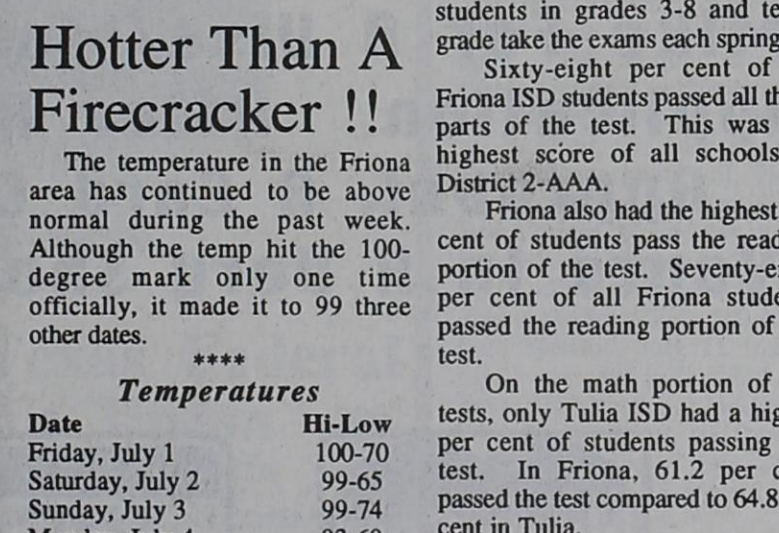 Hotter Than A
Firecracker !!
The temperature in the Friona
area has continued to be above
normal during the past week.
Although the temp hit the 100-
degree mark only one time
officially, it made it to 99 three
other dates.
****
Temperatures
Date Hi-Low
Friday, July 1 100-70
Saturday, July 2 99-65
Sunday, July 3 99-74
students in grades 3-8 and
grade take the exams each spring
Sixty-eight per cent of
Friona ISD students passed all
parts of the test. This was
highest score of all schools
District 2-AAA.
Friona also had the highest
cent of students pass the
portion of the test.
per cent of all Friona
passed the reading portion of
test.
On the math portion of
tests, only Tulia ISD had a
per cent of students passing
test. In Friona, 61.2 per
passed the test compared to 64.8
cent in Tulia.